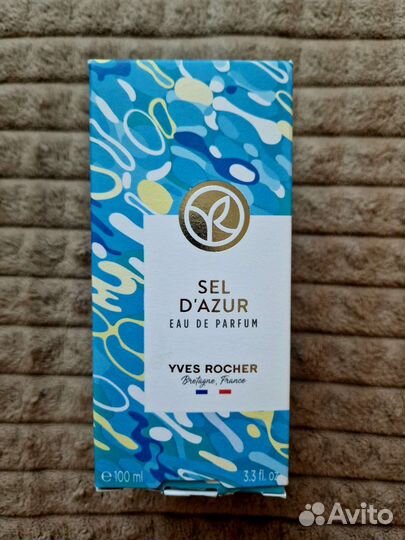 SEL
D'AZUR
EAU DE PARFUM
YVES ROCHER
Bretagne, France
℮ 100 ml 3.3 fl. oz
Avito